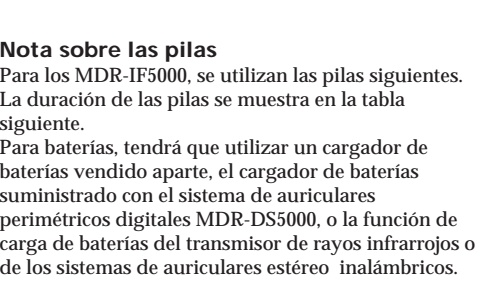 Nota sobre las pilas
Para los MDR-IF5000, se utilizan las pilas siguientes.
La duración de las pilas se muestra en la tabla
siguiente.
Para baterías, tendrá que utilizar un cargador de
baterías vendido aparte, el cargador de baterías
suministrado con el sistema de auriculares
perimétricos digitales MDR-DS5000, o la función de
carga de baterías del transmisor de rayos infrarrojos o
de los sistemas de auriculares estéreo inalámbricos.